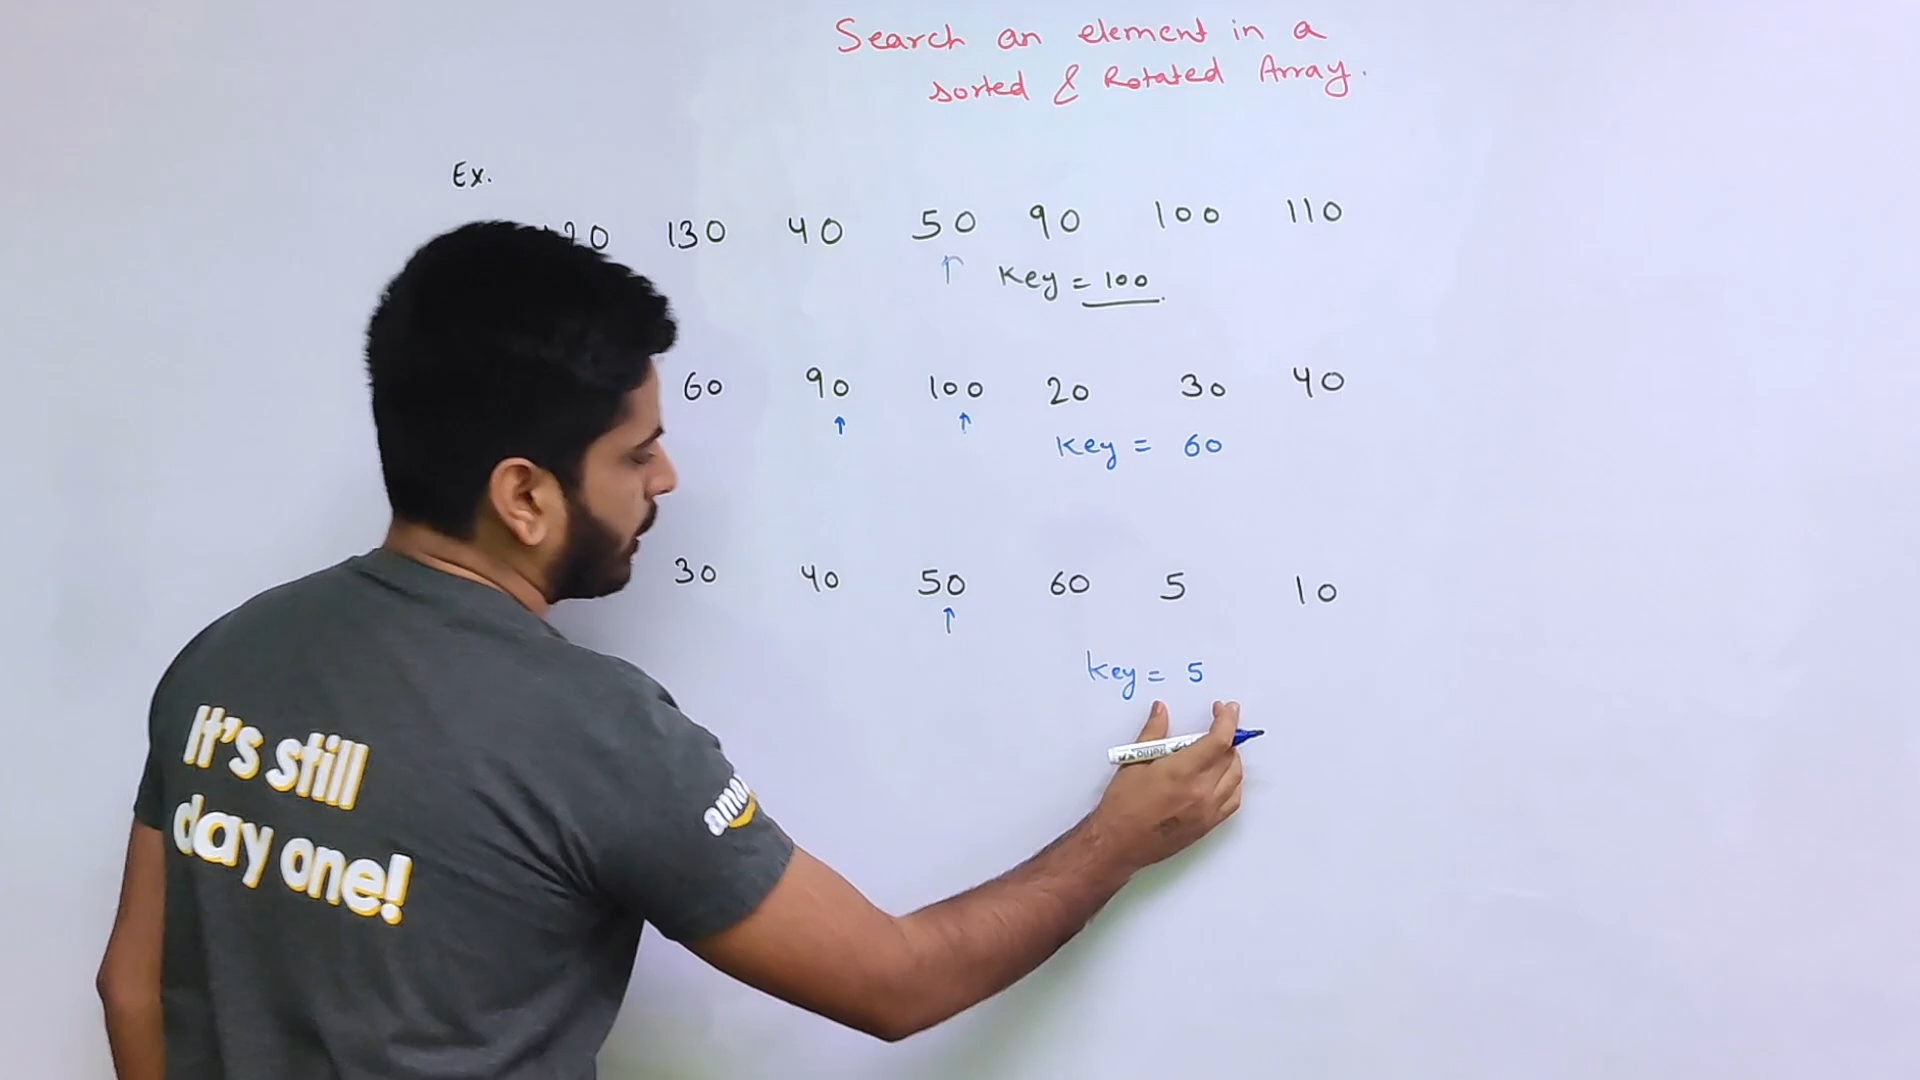 Search an element in a
sorted & Rotated Array.
Ex.
130 40 50 90 100 110
Key = 100
60 90 100 20 30 40
Key = 60
30 40 50 60 5 10
Key = 5
It's still
day one!